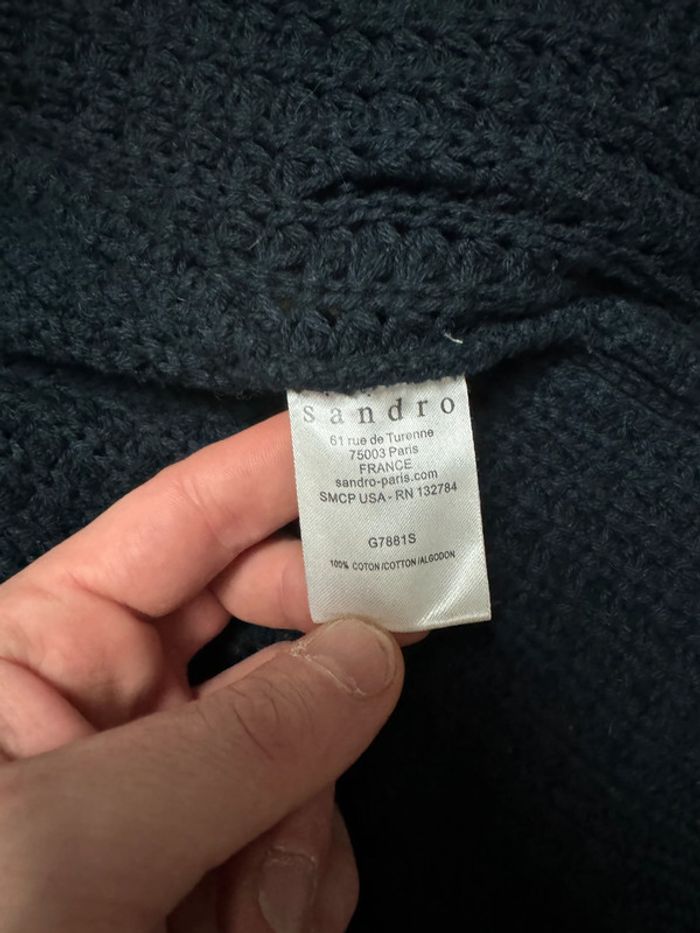 sandro
61 rue de Turenne
75003 Paris
FRANCE
sandro-paris.com
SMCP USA - RN 132784
G7881S
100% COTON/COTTON/ALGODON